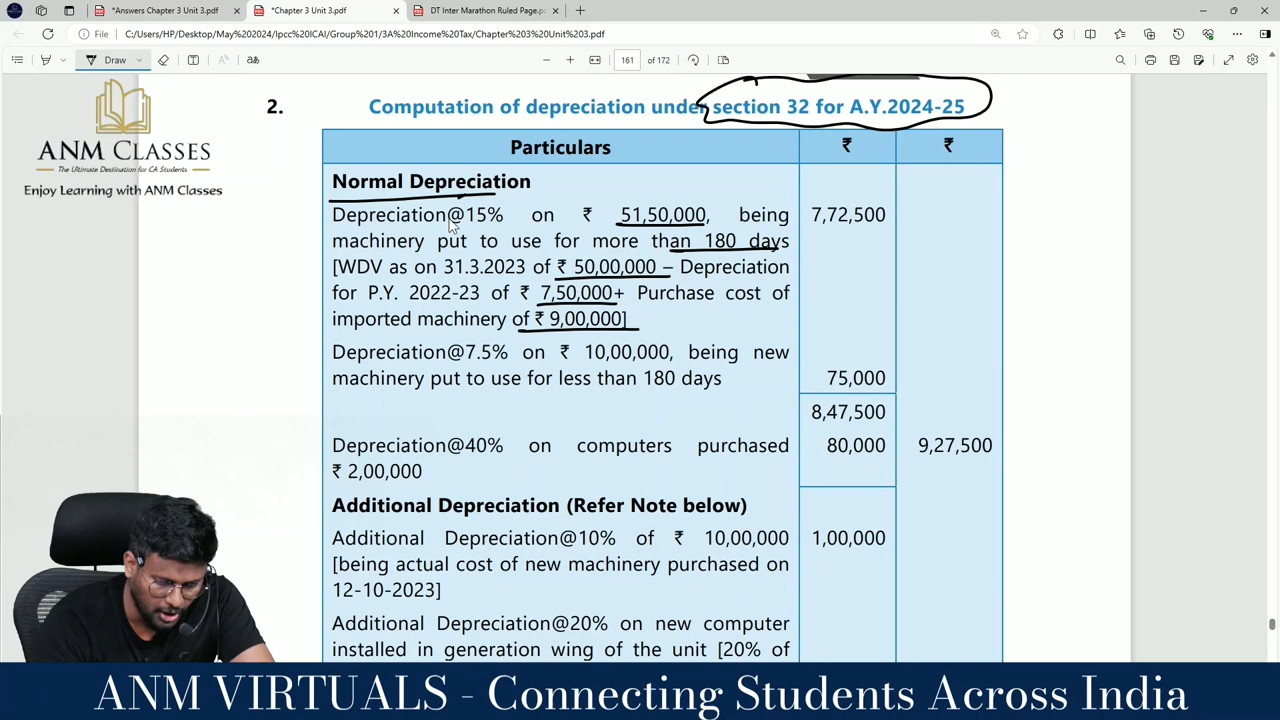 *Answers Chapter 3 Unit 3.pdf
*Chapter 3 Unit 3.pdf
DT Inter Marathon Ruled Page.p
File C:/Users/HP/Desktop/May%202024/Ipcc%20ICAI/Group%201/3A%20Income%20Tax/Chapter%203%20Unit%203.pdf
Draw
161 of 172
ANM CLASSES
The Ultimate Destination for CA Students
Enjoy Learning with ANM Classes
2. Computation of depreciation under section 32 for A.Y.2024-25
Particulars ₹ ₹
Normal Depreciation
Depreciation@15% on ₹ 51,50,000, being 7,72,500
machinery put to use for more than 180 days
[WDV as on 31.3.2023 of ₹ 50,00,000 – Depreciation
for P.Y. 2022-23 of ₹ 7,50,000+ Purchase cost of
imported machinery of ₹ 9,00,000]
Depreciation@7.5% on ₹ 10,00,000, being new
machinery put to use for less than 180 days 75,000
8,47,500
Depreciation@40% on computers purchased 80,000 9,27,500
₹ 2,00,000
Additional Depreciation (Refer Note below)
Additional Depreciation@10% of ₹ 10,00,000 1,00,000
[being actual cost of new machinery purchased on
12-10-2023]
Additional Depreciation@20% on new computer
installed in generation wing of the unit [20% of
ANM VIRTUALS - Connecting Students Across India